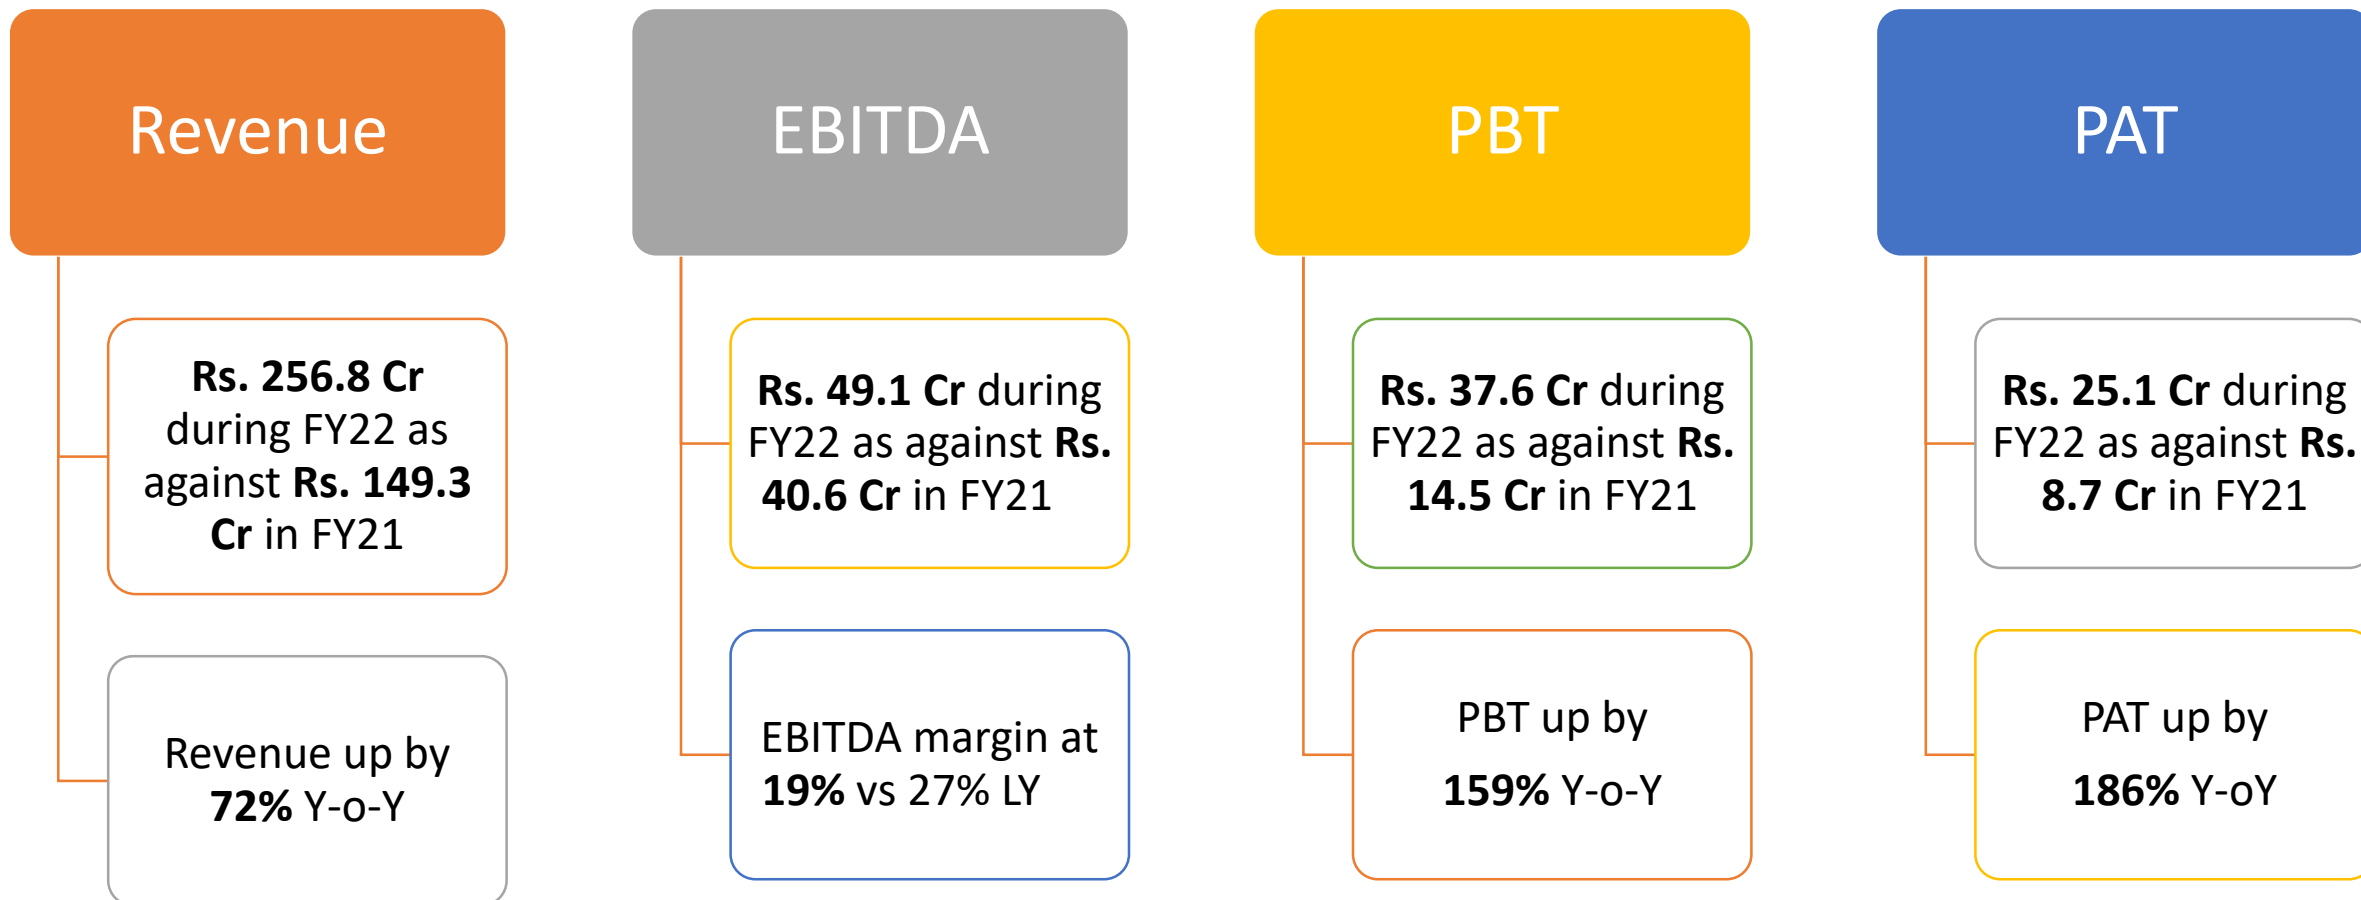 Revenue
Rs. 256.8 Cr
during FY22 as
against Rs. 149.3
Cr in FY21
Revenue up by
72% Y-o-Y
EBITDA
Rs. 49.1 Cr during
FY22 as against Rs.
40.6 Cr in FY21
EBITDA margin at
19% vs 27% LY
PBT
Rs. 37.6 Cr during
FY22 as against Rs.
14.5 Cr in FY21
PBT up by
159% Y-o-Y
PAT
Rs. 25.1 Cr during
FY22 as against Rs.
8.7 Cr in FY21
PAT up by
186% Y-oY